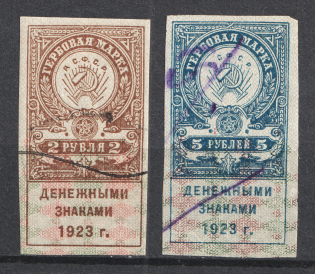 ГЕРБОВАЯ МАРКА
Р.С.Ф.С.Р.
2 РУБЛЯ 2
ДЕНЕЖНЫМИ
ЗНАКАМИ
1923 г.
ГЕРБОВАЯ МАРКА
5 РУБЛЕЙ 5
ДЕНЕЖНЫМИ
ЗНАКАМИ
1923 г.